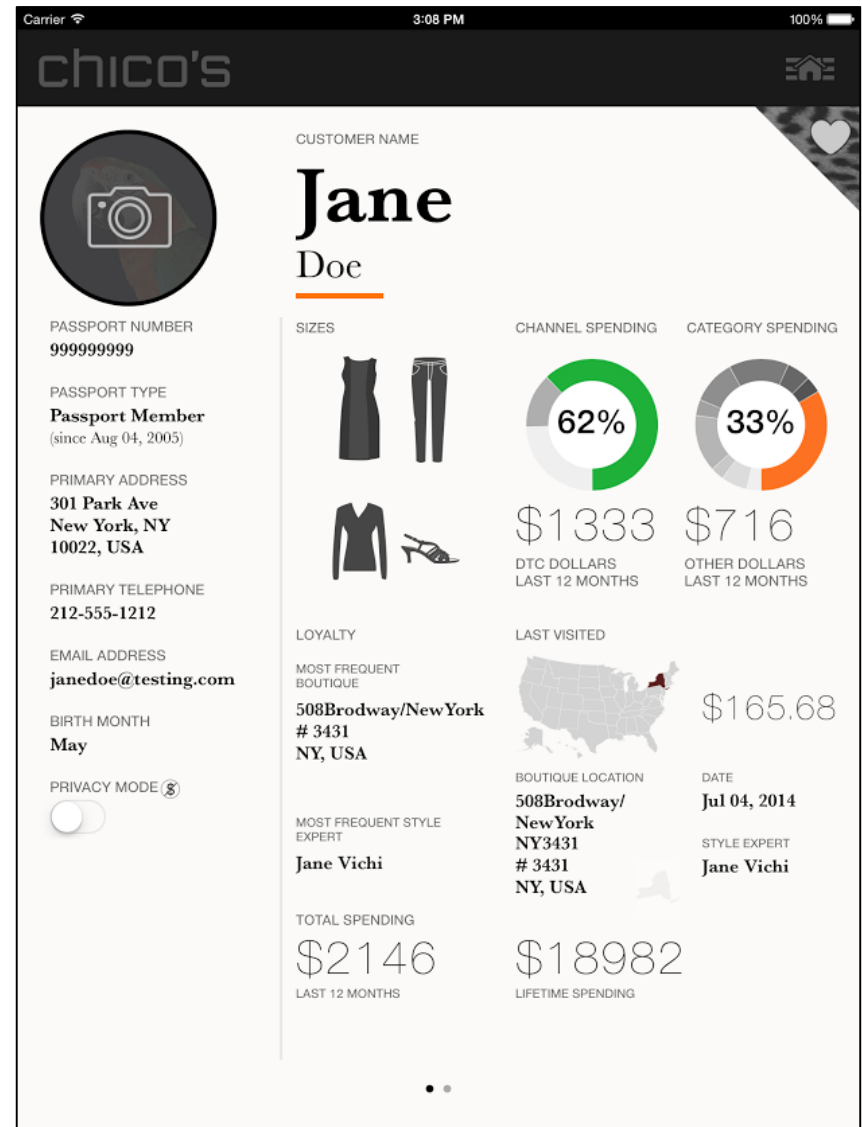 Carrier 3:08 PM 100%
chico's
CUSTOMER NAME
Jane
Doe
PASSPORT NUMBER
999999999
PASSPORT TYPE
Passport Member
(since Aug 04, 2005)
PRIMARY ADDRESS
301 Park Ave
New York, NY
10022, USA
PRIMARY TELEPHONE
212-555-1212
EMAIL ADDRESS
janedoe@testing.com
BIRTH MONTH
May
PRIVACY MODE $
SIZES
CHANNEL SPENDING
62%
$1333
DTC DOLLARS
LAST 12 MONTHS
CATEGORY SPENDING
33%
$716
OTHER DOLLARS
LAST 12 MONTHS
LOYALTY
MOST FREQUENT
BOUTIQUE
508Brodway/NewYork
# 3431
NY, USA
MOST FREQUENT STYLE
EXPERT
Jane Vichi
LAST VISITED
$165.68
BOUTIQUE LOCATION
508Brodway/
NewYork
NY3431
# 3431
NY, USA
DATE
Jul 04, 2014
STYLE EXPERT
Jane Vichi
TOTAL SPENDING
$2146
LAST 12 MONTHS
$18982
LIFETIME SPENDING